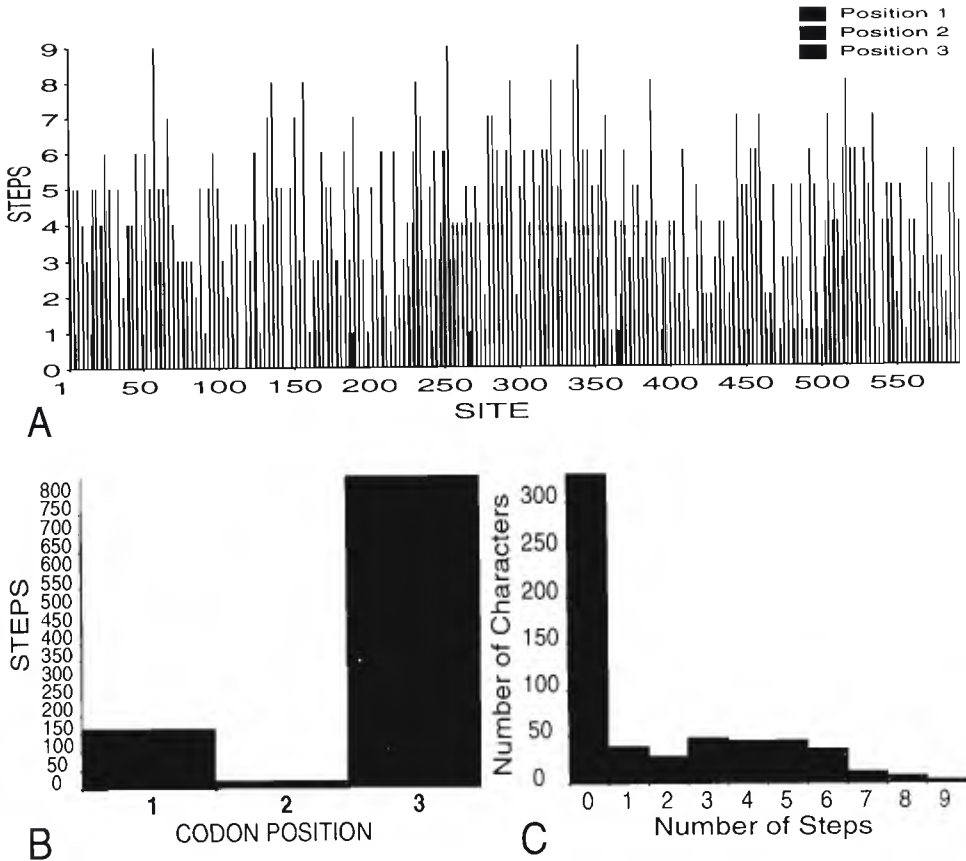 Position 1
Position 2
Position 3
9
8
7
6
5
4
3
2
1
0
STEPS
1 50 100 150 200 250 300 350 400 450 500 550
SITE
A
800
750
700
650
600
550
500
450
400
350
300
250
200
150
100
50
0
STEPS
1 2 3
CODON POSITION
B
300
250
200
150
100
50
0
Number of Characters
0 1 2 3 4 5 6 7 8 9
Number of Steps
C